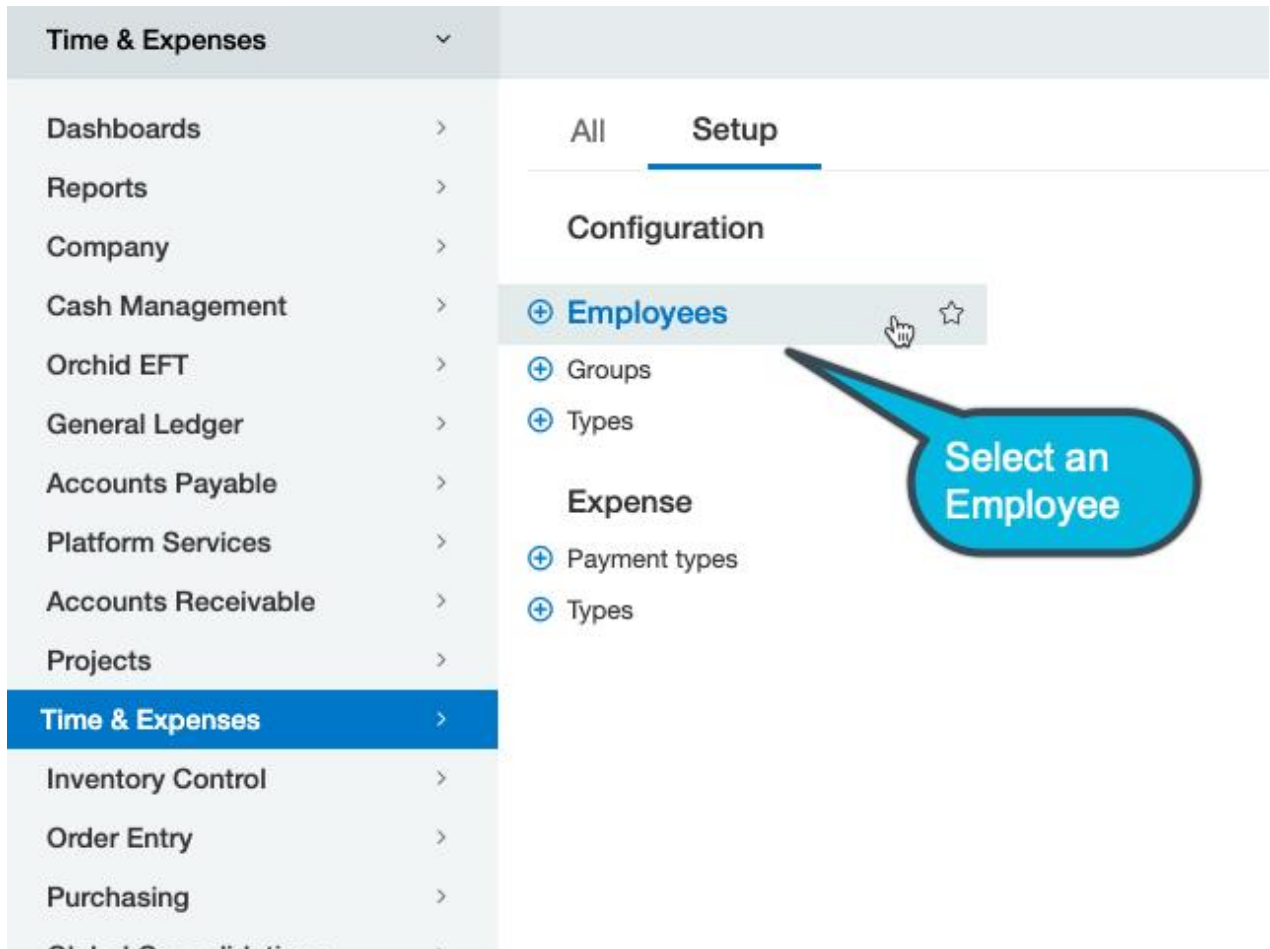 Time & Expenses
Dashboards
Reports
Company
Cash Management
Orchid EFT
General Ledger
Accounts Payable
Platform Services
Accounts Receivable
Projects
Time & Expenses
Inventory Control
Order Entry
Purchasing
All Setup
Configuration
Employees
Groups
Types
Expense
Payment types
Types
Select an
Employee